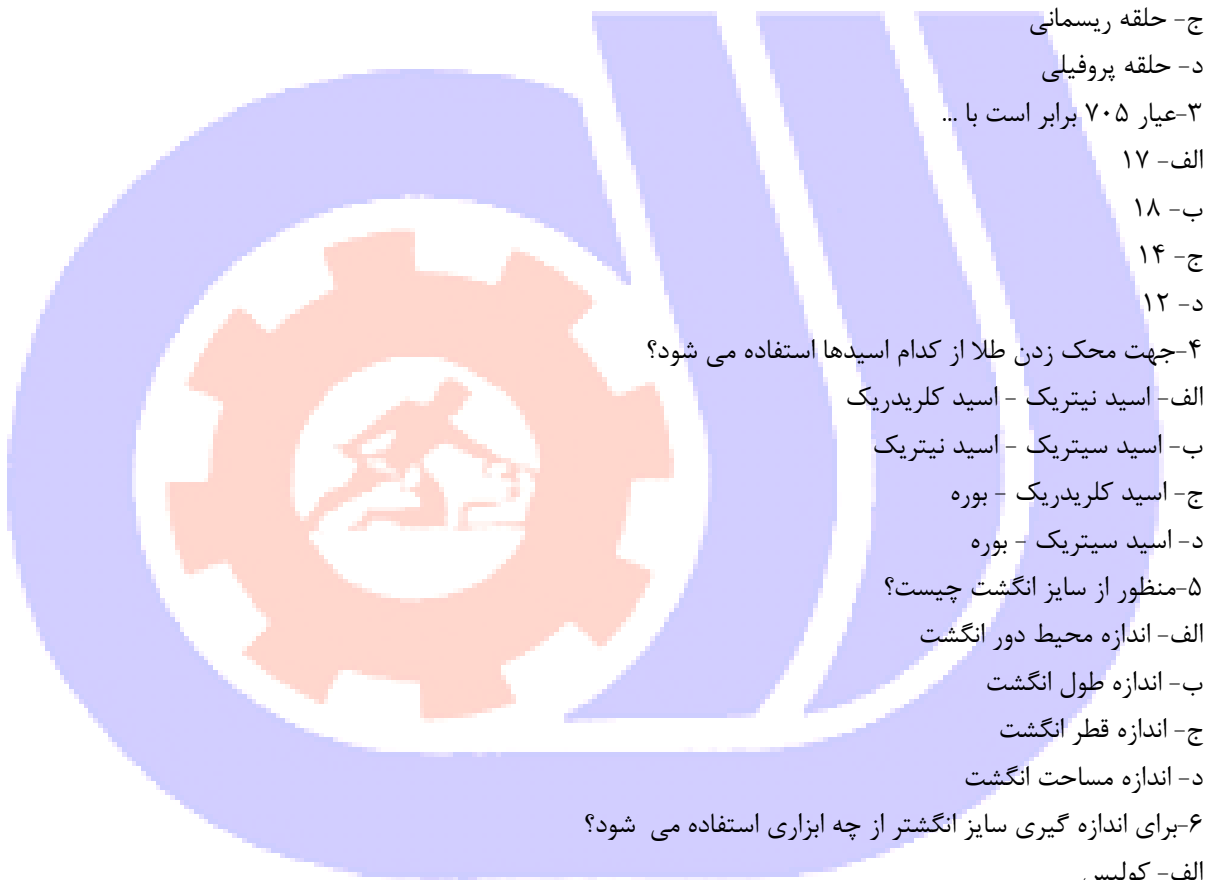 ج- حلقه ریسمانی
د- حلقه پروفیلی
۳-عیار ۷۰۵ برابر است با ...
الف- ۱۷
ب- ۱۸
ج- ۱۴
د- ۱۲
۴-جهت محک زدن طلا از کدام اسیدها استفاده می شود؟
الف- اسید نیتریک - اسید کلریدریک
ب- اسید سیتریک - اسید نیتریک
ج- اسید کلریدریک - بوره
د- اسید سیتریک - بوره
۵-منظور از سایز انگشت چیست؟
الف- اندازه محیط دور انگشت
ب- اندازه طول انگشت
ج- اندازه قطر انگشت
د- اندازه مساحت انگشت
۶-برای اندازه گیری سایز انگشتر از چه ابزاری استفاده می شود؟
الف- کولیس